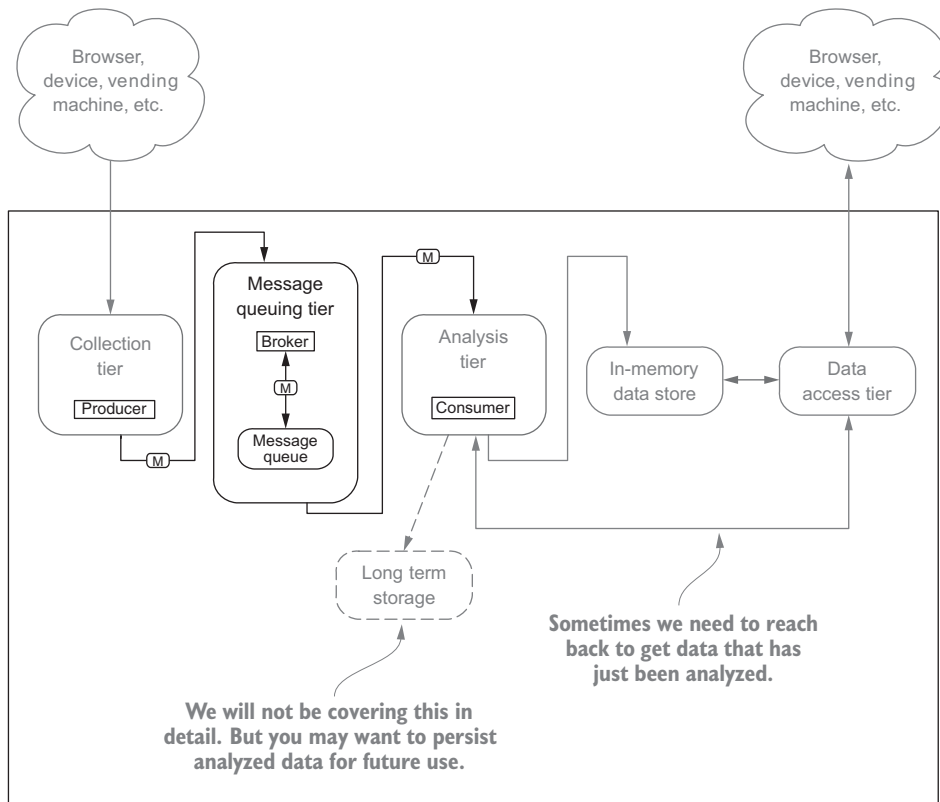 Browser,
device, vending
machine, etc.
Browser,
device, vending
machine, etc.
M
M
Message
queuing tier
Broker
M
Message
queue
Collection
tier
Producer
M
Analysis
tier
Consumer
In-memory
data store
Data
access tier
Long term
storage
Sometimes we need to reach
back to get data that has
just been analyzed.
We will not be covering this in
detail. But you may want to persist
analyzed data for future use.